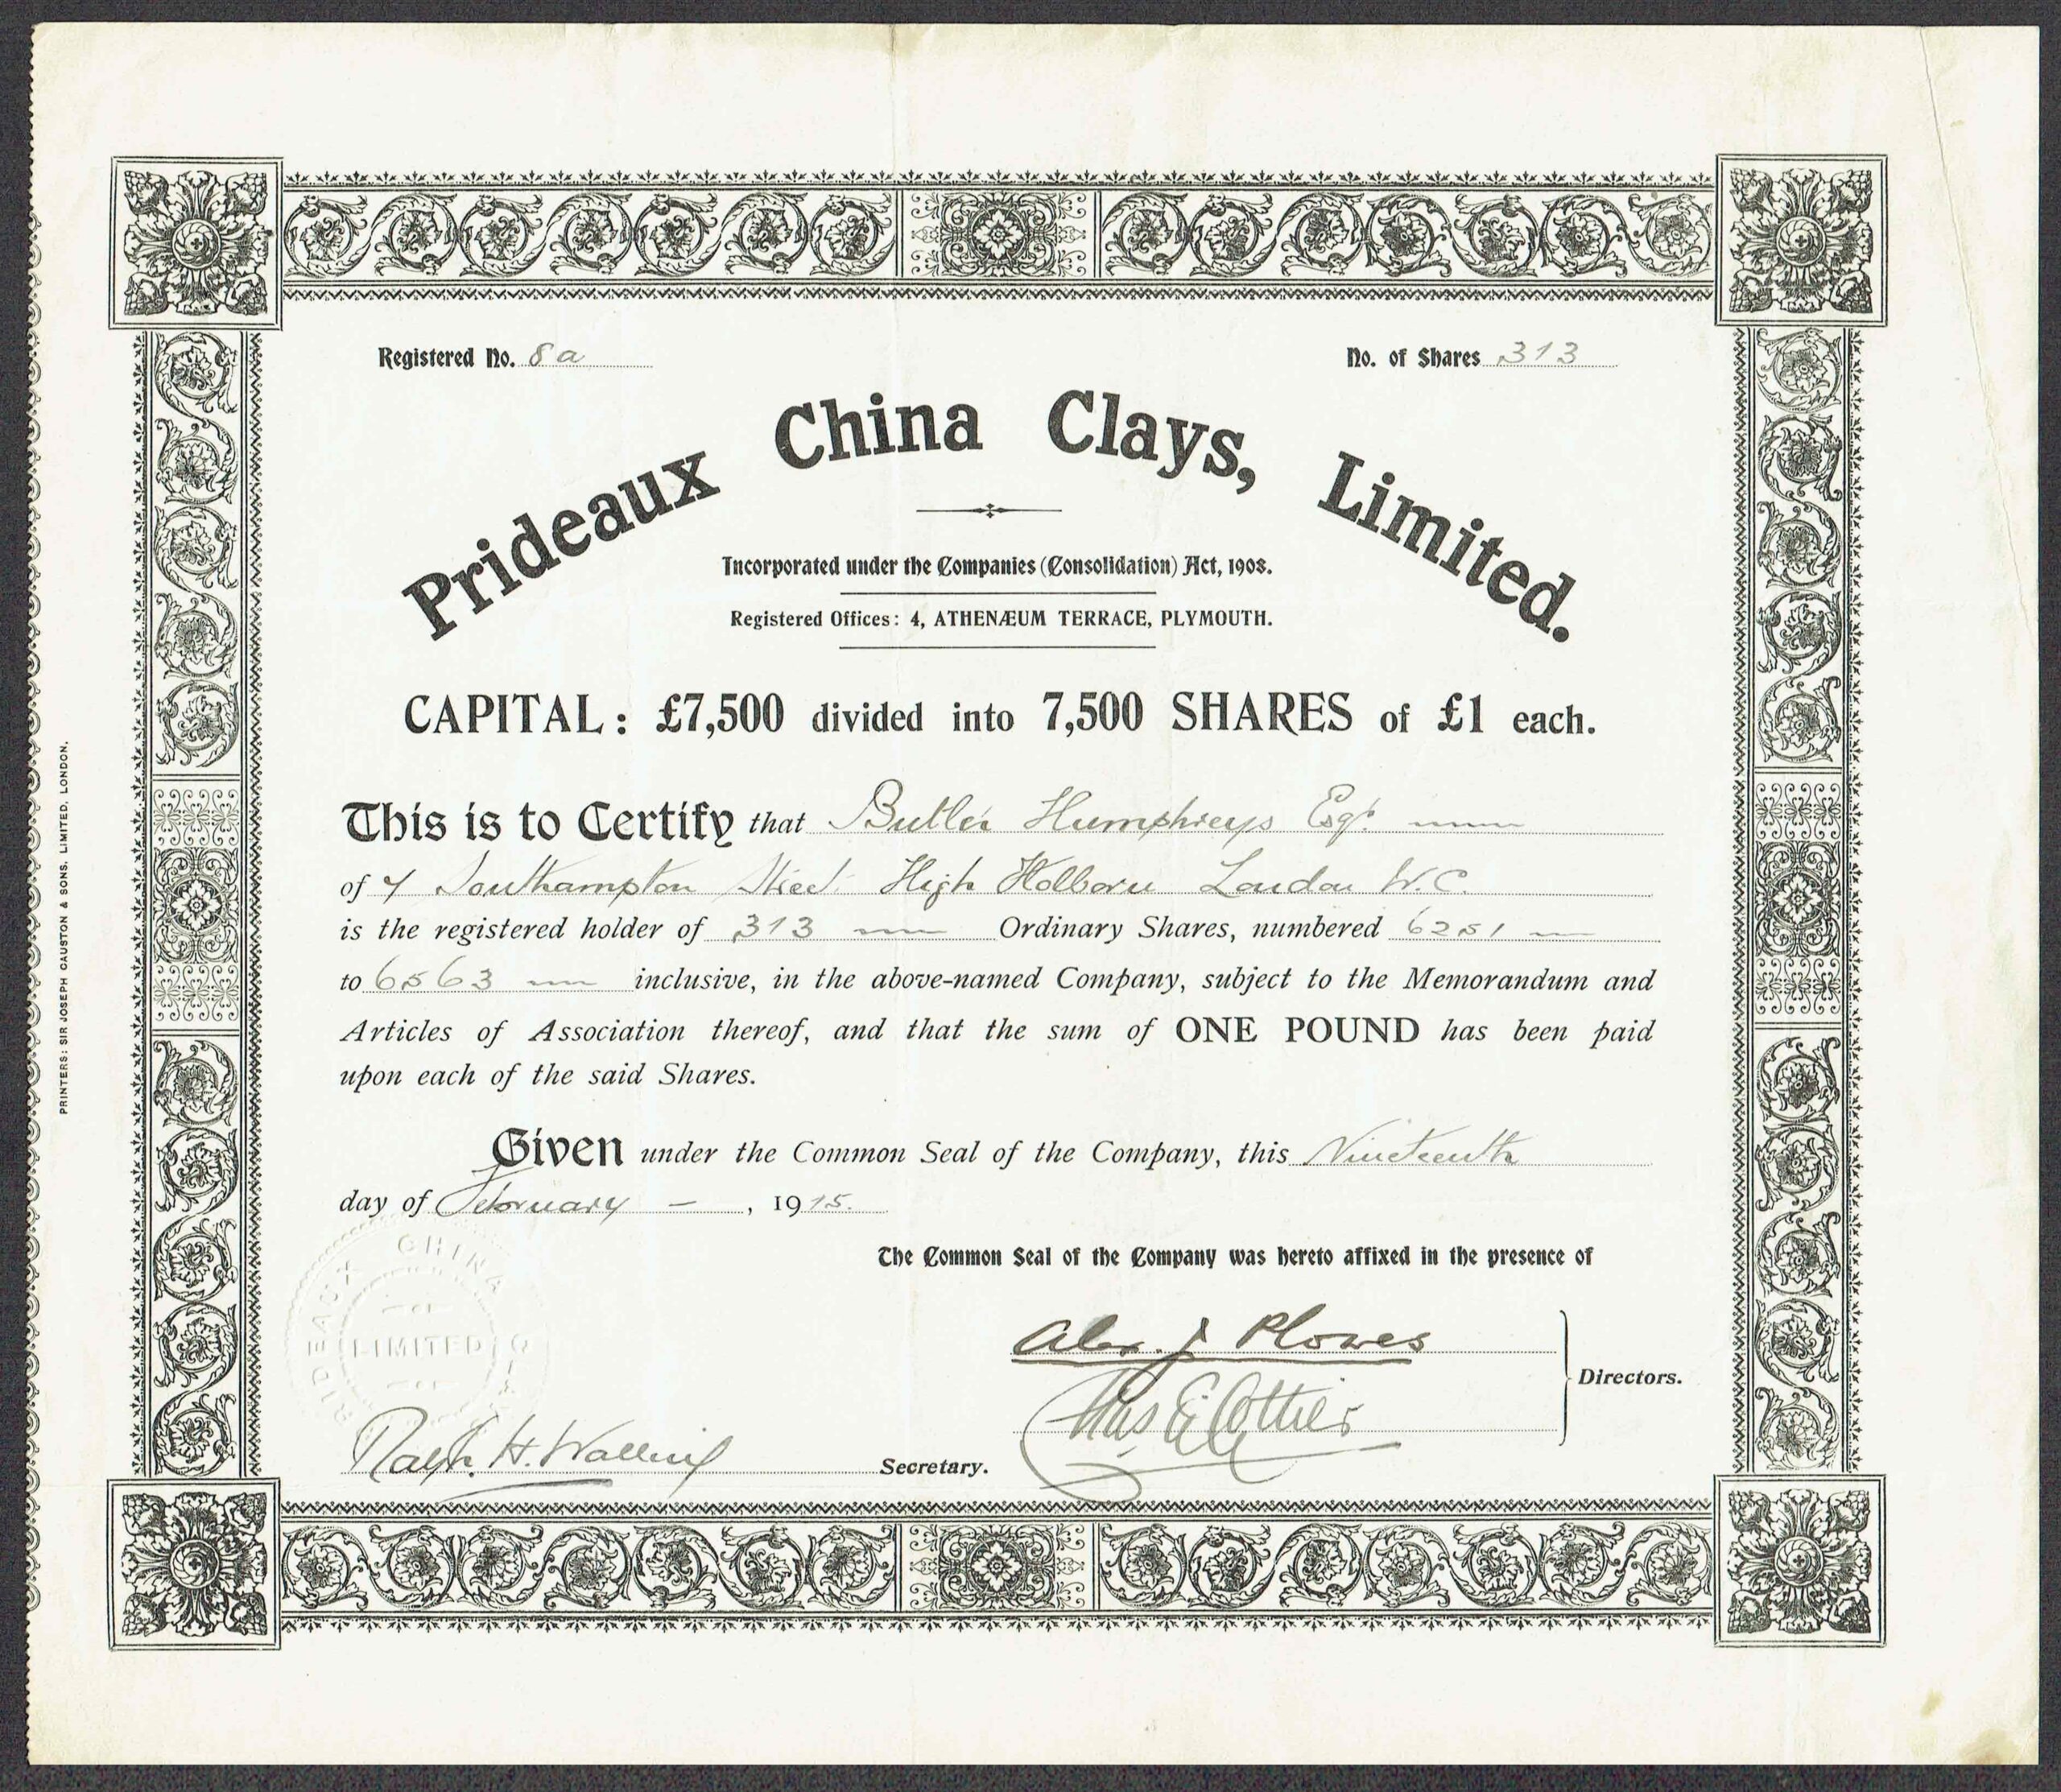 Registered No. 8a
No. of Shares 313
Prideaux China Clays, Limited.
Incorporated under the Companies (Consolidation) Act, 1908.
Registered Offices: 4, ATHENÆUM TERRACE, PLYMOUTH.
CAPITAL: £7,500 divided into 7,500 SHARES of £1 each.
This is to Certify that Butler Humphreys Esqr.
of 7 Southampton Street High Holborn London W.C.
is the registered holder of 313 Ordinary Shares, numbered 6251
to 6563 inclusive, in the above-named Company, subject to the Memorandum and
Articles of Association thereof, and that the sum of ONE POUND has been paid
upon each of the said Shares.
Given under the Common Seal of the Company, this Nineteenth
day of February - , 1915.
The Common Seal of the Company was hereto affixed in the presence of
Alex. J. Plowes
Directors.
Chas E Cottier
Ralph. H. Walling
Secretary.
PRIDEAUX CHINA CLAYS
LIMITED
PRINTERS: SIR JOSEPH CAUSTON & SONS, LIMITED, LONDON.